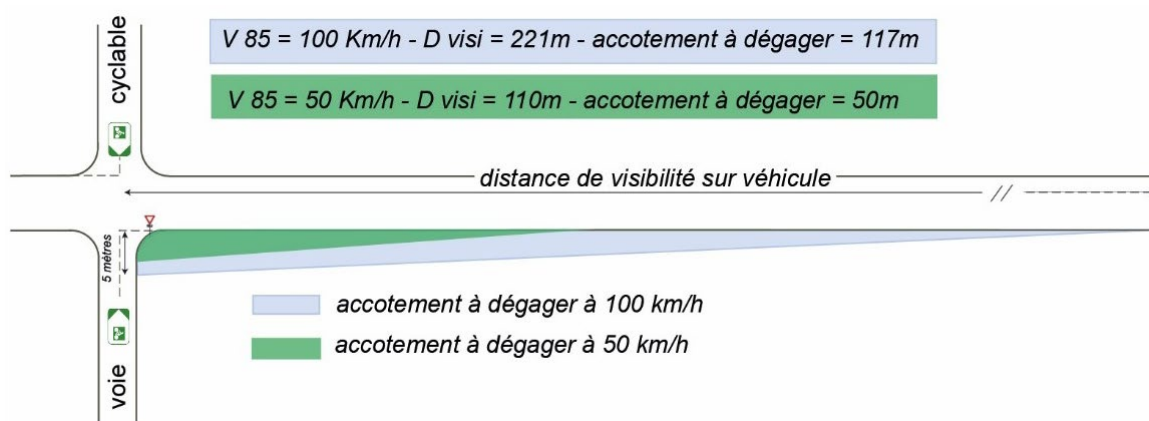 cyclable
V 85 = 100 Km/h - D visi = 221m - accotement à dégager = 117m
V 85 = 50 Km/h - D visi = 110m - accotement à dégager = 50m
distance de visibilité sur véhicule
5 mètres
accotement à dégager à 100 km/h
accotement à dégager à 50 km/h
voie